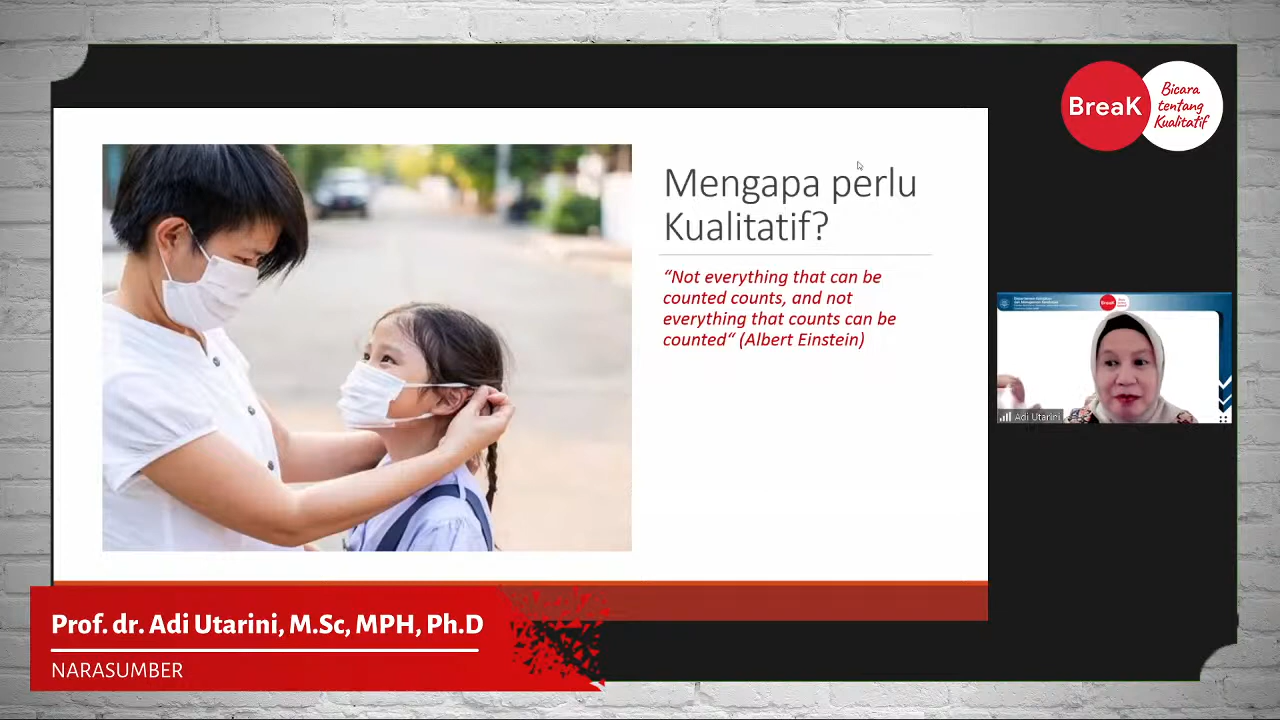 BreaK
Bicara
tentang
Kualitatif
Mengapa perlu
Kualitatif?
“Not everything that can be
counted counts, and not
everything that counts can be
counted“ (Albert Einstein)
BreaK
Adi Utarini
Prof. dr. Adi Utarini, M.Sc, MPH, Ph.D
NARASUMBER